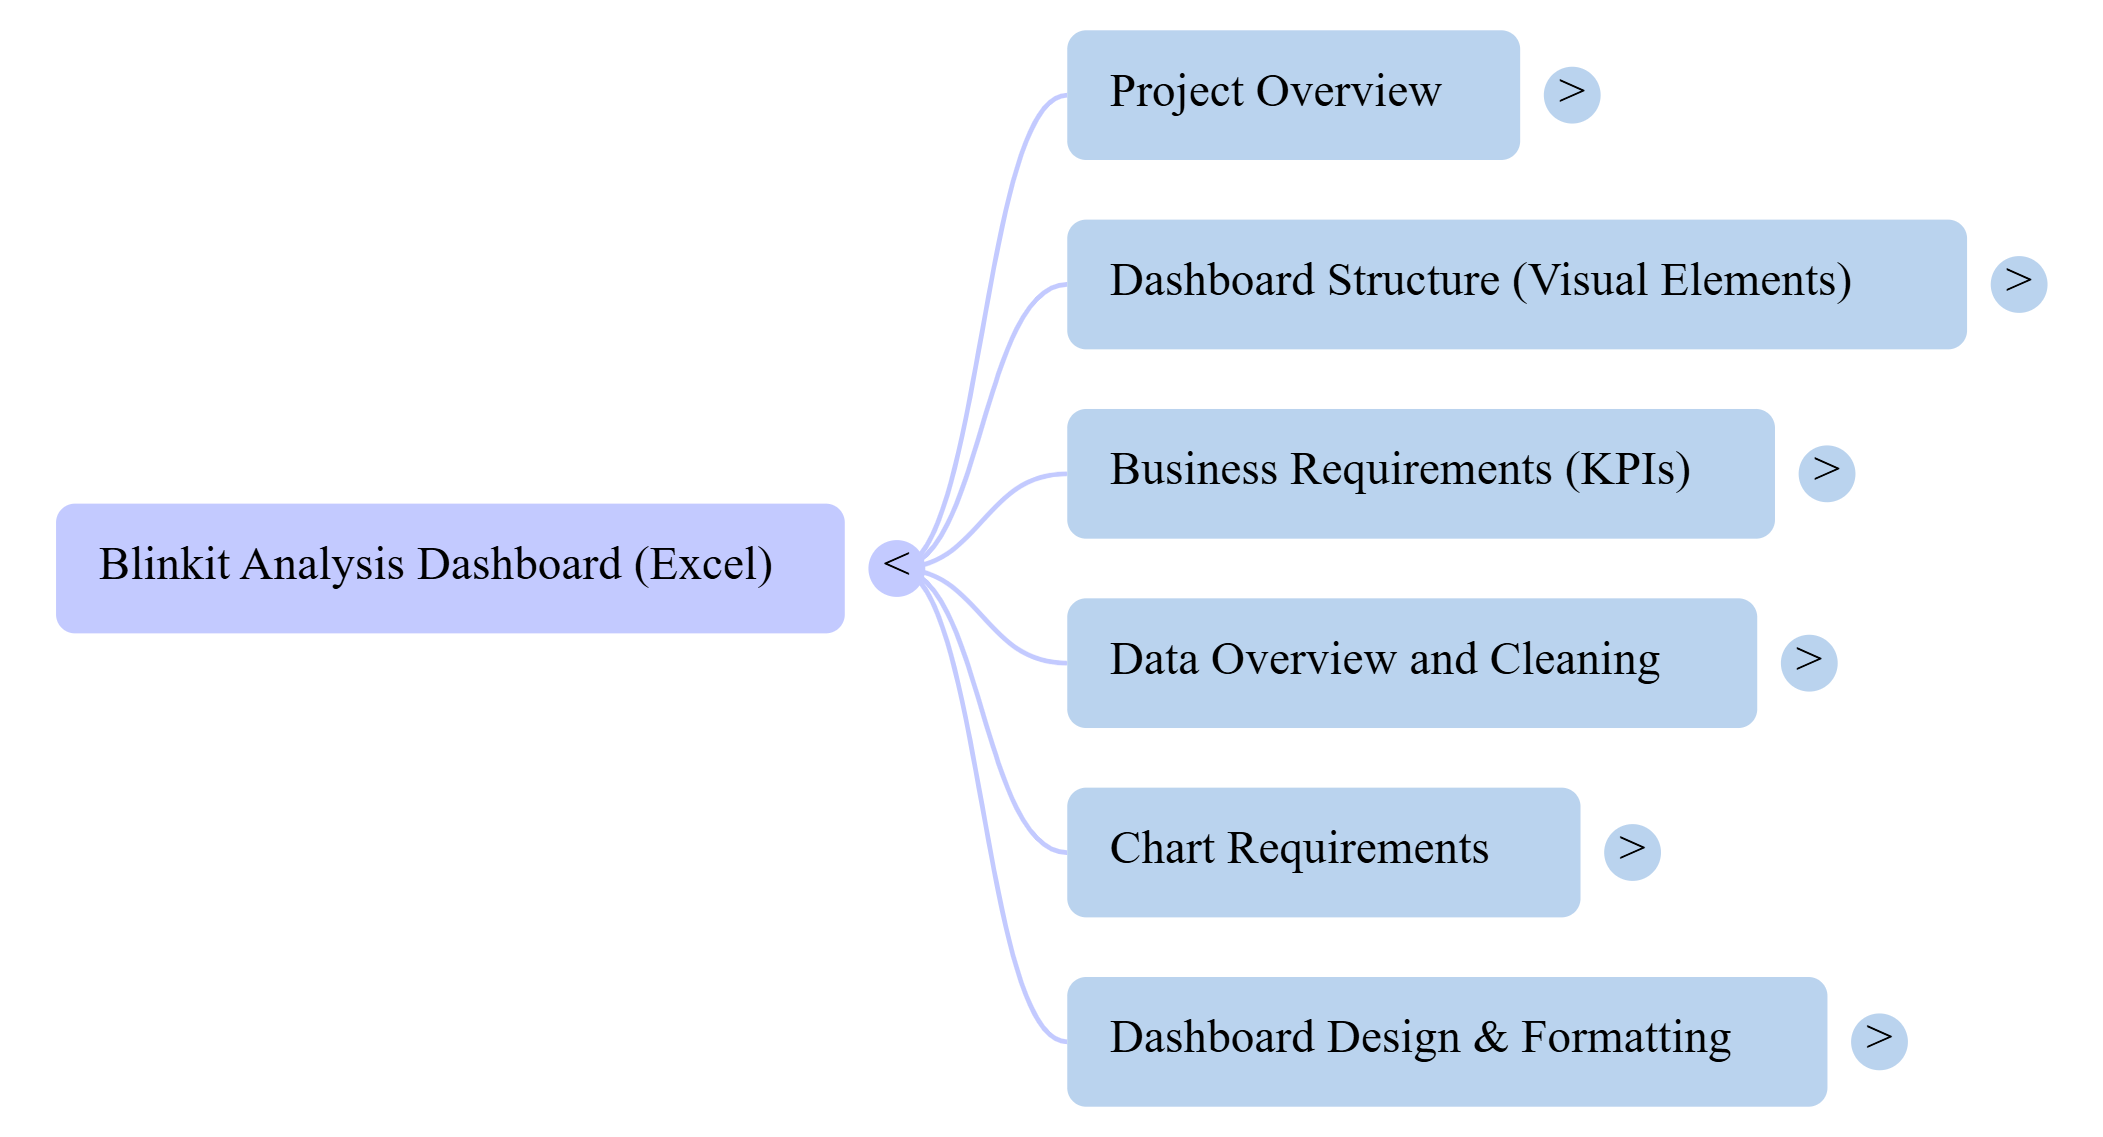 Project Overview >
Dashboard Structure (Visual Elements) >
Business Requirements (KPIs) >
Blinkit Analysis Dashboard (Excel) <
Data Overview and Cleaning >
Chart Requirements >
Dashboard Design & Formatting >